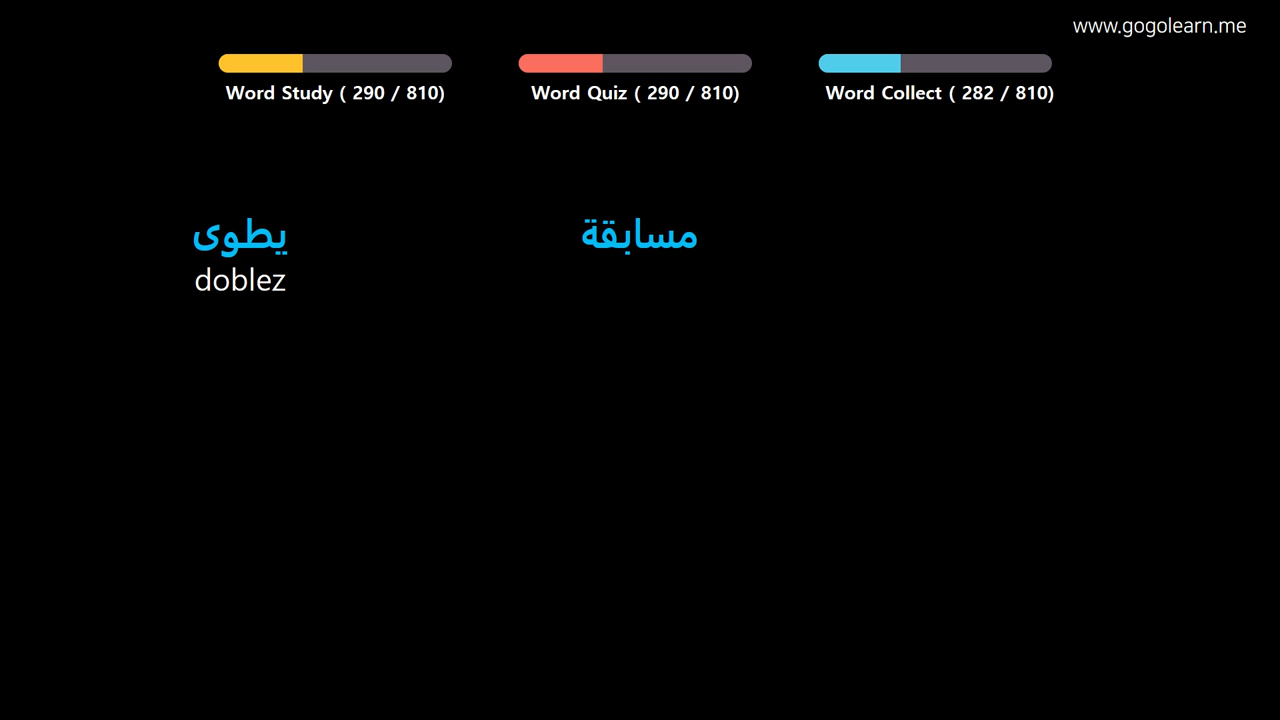 www.gogolearn.me
Word Study ( 290 / 810)
Word Quiz ( 290 / 810)
Word Collect ( 282 / 810)
يطوى
doblez
مسابقة